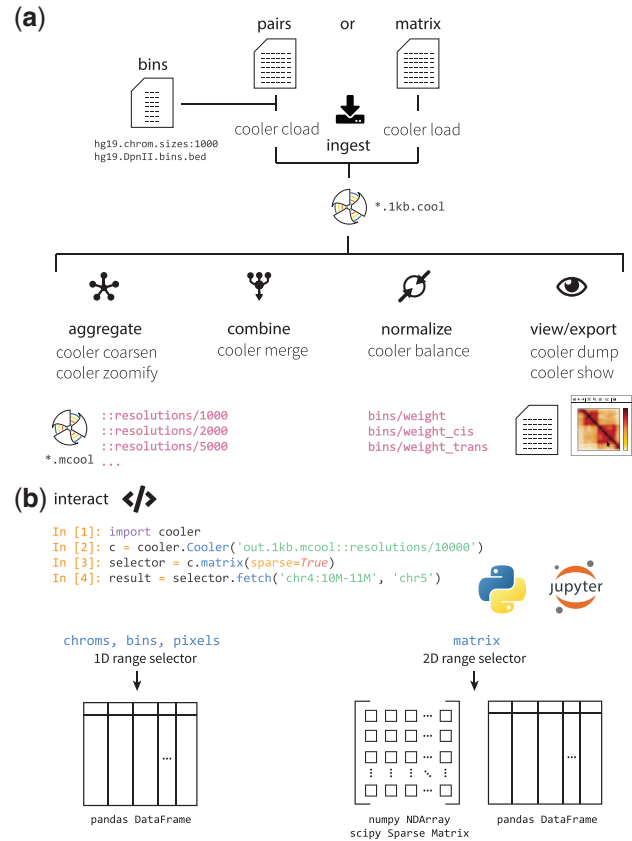 (a)
pairs or matrix
bins
cooler cload
cooler load
ingest
hg19.chrom.sizes:1000
hg19.DpnII.bins.bed
*.1kb.cool
aggregate
cooler coarsen
cooler zoomify
combine
cooler merge
normalize
cooler balance
view/export
cooler dump
cooler show
::resolutions/1000
::resolutions/2000
::resolutions/5000
...
*.mcool
bins/weight
bins/weight_cis
bins/weight_trans
(b) interact </>
In [1]: import cooler
In [2]: c = cooler.Cooler('out.1kb.mcool::resolutions/10000')
In [3]: selector = c.matrix(sparse=True)
In [4]: result = selector.fetch('chr4:10M-11M', 'chr5')
jupyter
chroms, bins, pixels
1D range selector
...
pandas DataFrame
matrix
2D range selector
numpy NDArray
scipy Sparse Matrix
...
pandas DataFrame